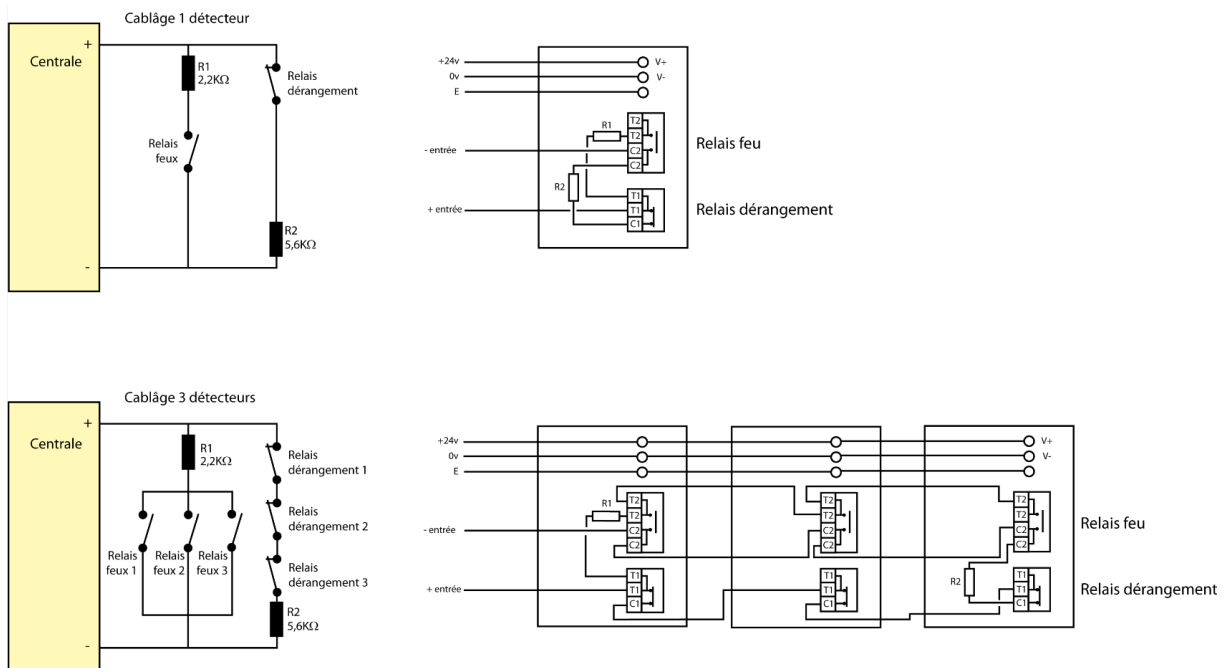 Cablâge 1 détecteur
Centrale
+
-
R1
2,2KΩ
Relais
feux
Relais
dérangement
R2
5,6KΩ
+24v
0v
E
V+
V-
R1
T2
T2
C2
C2
- entrée
R2
T1
T1
C1
+ entrée
Relais feu
Relais dérangement
Cablâge 3 détecteurs
Centrale
+
-
R1
2,2KΩ
Relais
feux 1
Relais
feux 2
Relais
feux 3
Relais
dérangement 1
Relais
dérangement 2
Relais
dérangement 3
R2
5,6KΩ
+24v
0v
E
V+
V-
R1
- entrée
T2
T2
C2
C2
T2
T2
C2
C2
T2
T2
C2
C2
Relais feu
+ entrée
T1
T1
C1
T1
T1
C1
R2
T1
T1
C1
Relais dérangement